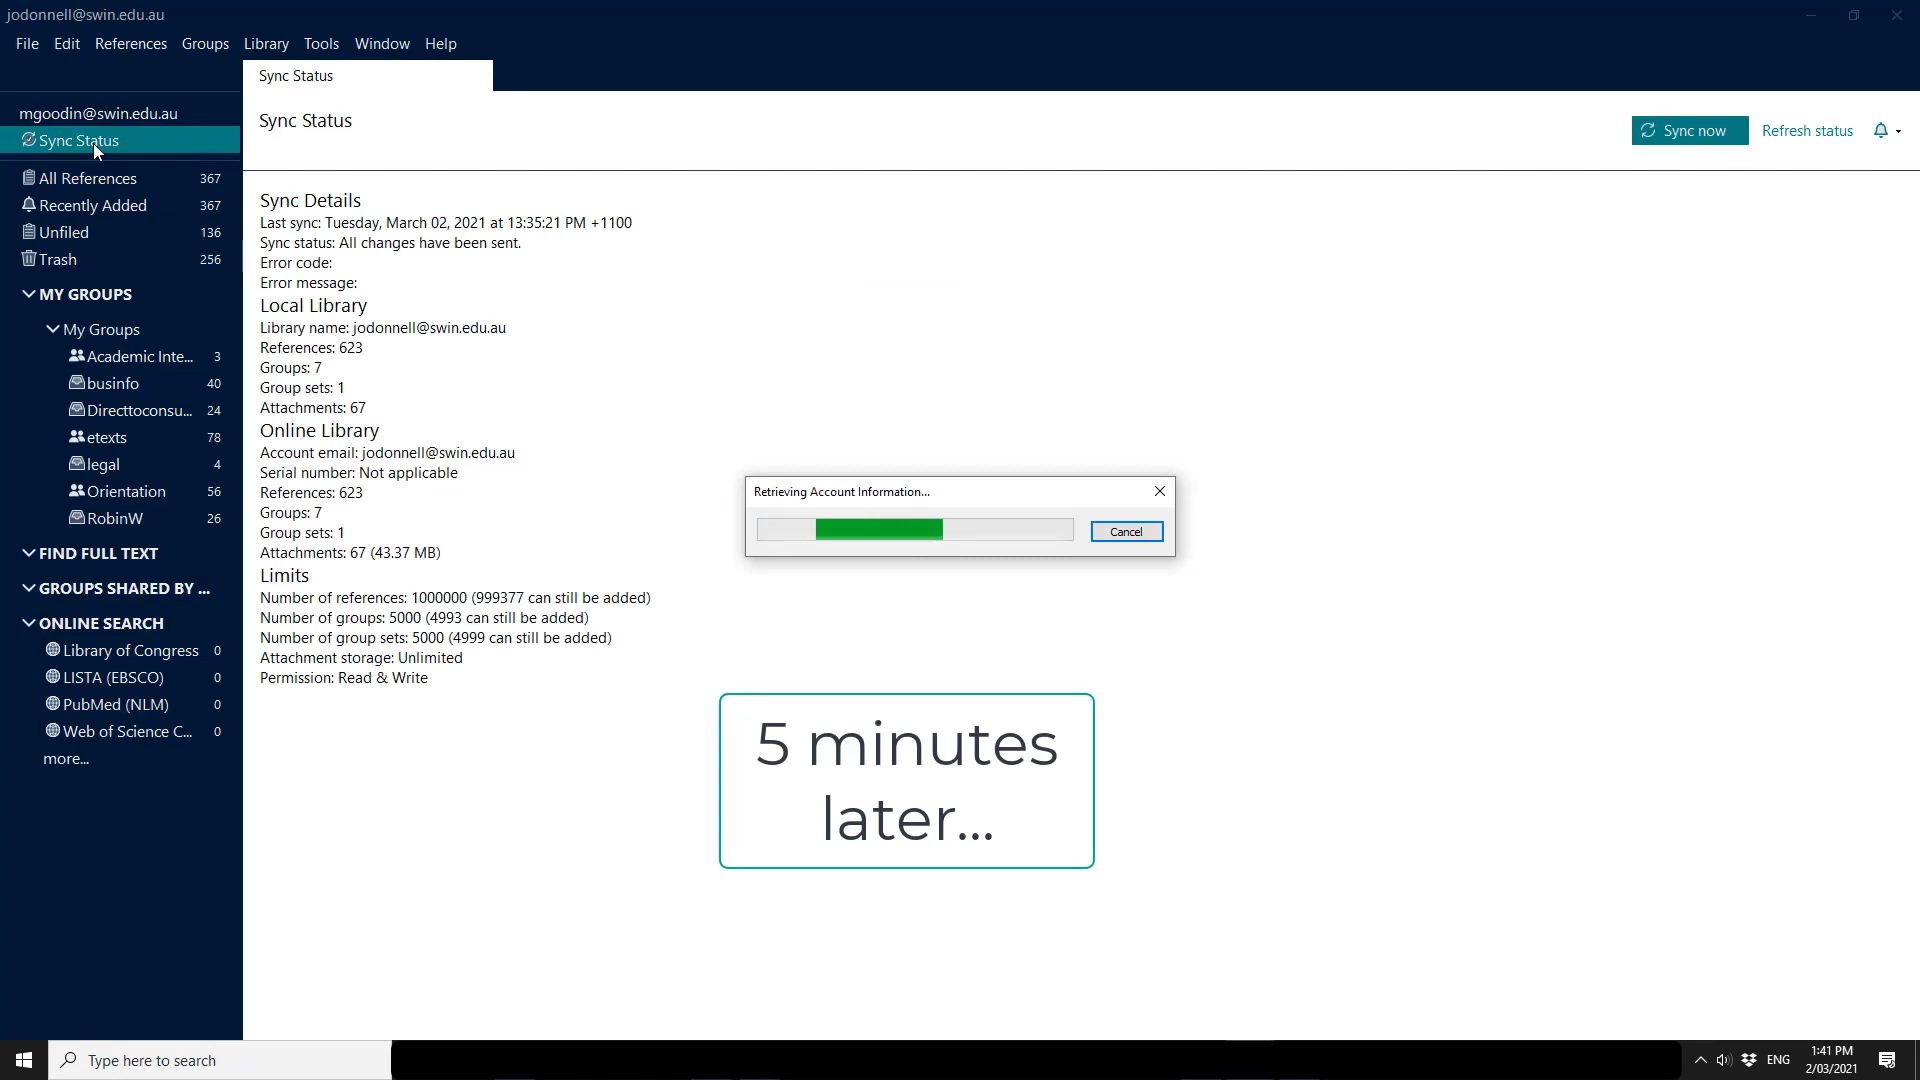 jodonnell@swin.edu.au
File Edit References Groups Library Tools Window Help
Sync Status
mgoodin@swin.edu.au
Sync Status
All References 367
Recently Added 367
Unfiled 136
Trash 256
MY GROUPS
My Groups
Academic Inte... 3
businfo 40
Directtoconsu... 24
etexts 78
legal 4
Orientation 56
RobinW 26
FIND FULL TEXT
GROUPS SHARED BY ...
ONLINE SEARCH
Library of Congress 0
LISTA (EBSCO) 0
PubMed (NLM) 0
Web of Science C... 0
more...
Sync Status
Sync now Refresh status
Sync Details
Last sync: Tuesday, March 02, 2021 at 13:35:21 PM +1100
Sync status: All changes have been sent.
Error code:
Error message:
Local Library
Library name: jodonnell@swin.edu.au
References: 623
Groups: 7
Group sets: 1
Attachments: 67
Online Library
Account email: jodonnell@swin.edu.au
Serial number: Not applicable
References: 623
Groups: 7
Group sets: 1
Attachments: 67 (43.37 MB)
Limits
Number of references: 1000000 (999377 can still be added)
Number of groups: 5000 (4993 can still be added)
Number of group sets: 5000 (4999 can still be added)
Attachment storage: Unlimited
Permission: Read & Write
Retrieving Account Information...
Cancel
5 minutes
later...
Type here to search
ENG
1:41 PM
2/03/2021